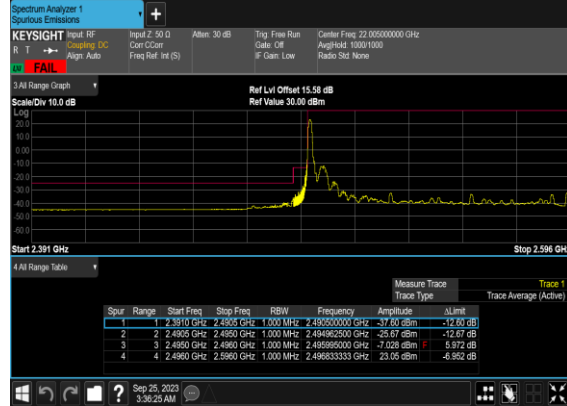 Spectrum Analyzer 1
Spurious Emissions
KEYSIGHT Input: RF Input Z: 50 Ω Atten: 30 dB Trig: Free Run Center Freq: 22.005000000 GHz
R T Coupling: DC Corr CCorr Gate: Off Avg|Hold: 1000/1000
Align: Auto Freq Ref: Int (S) IF Gain: Low Radio Std: None
FAIL
3 All Range Graph
Ref Lvl Offset 15.58 dB
Scale/Div 10.0 dB Ref Value 30.00 dBm
Log
20.0
10.0
0.00
-10.0
-20.0
-30.0
-40.0
-50.0
-60.0
Start 2.391 GHz Stop 2.596 GH
4 All Range Table
Measure Trace Trace 1
Trace Type Trace Average (Active)
Spur Range Start Freq Stop Freq RBW Frequency Amplitude ΔLimit
1 1 2.3910 GHz 2.4905 GHz 1.000 MHz 2.490500000 GHz -37.60 dBm -12.60 dB
2 2 2.4905 GHz 2.4950 GHz 1.000 MHz 2.494962500 GHz -25.67 dBm -12.67 dB
3 3 2.4950 GHz 2.4960 GHz 1.000 MHz 2.495995000 GHz -7.028 dBm F 5.972 dB
4 4 2.4960 GHz 2.5960 GHz 1.000 MHz 2.496833333 GHz 23.05 dBm -6.952 dB
Sep 25, 2023
3:36:25 AM